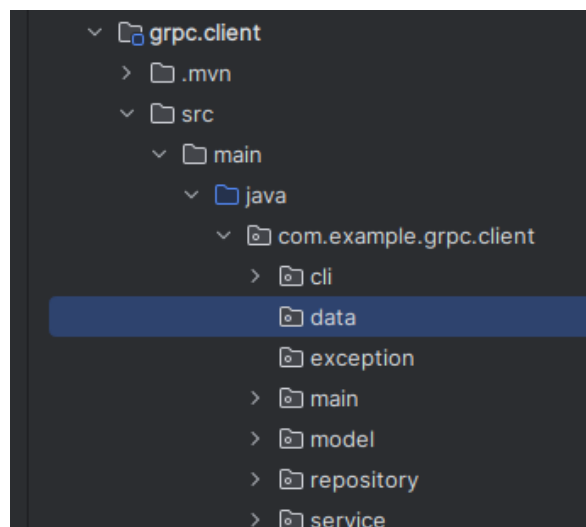 grpc.client
.mvn
src
main
java
com.example.grpc.client
cli
data
exception
main
model
repository
service